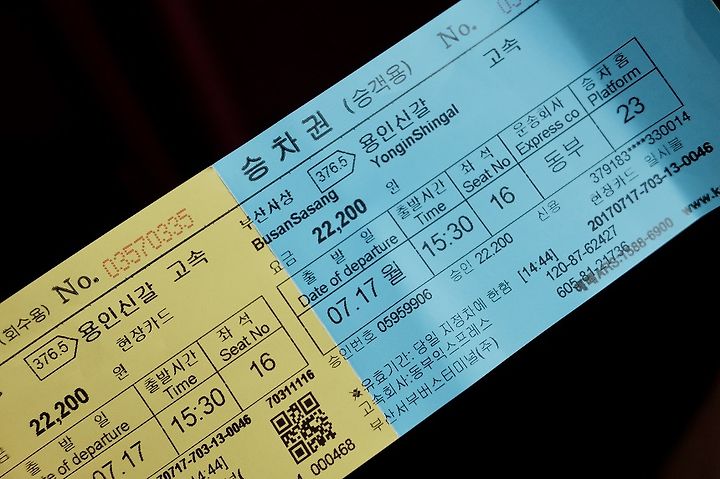 (회수용) No. 03570335
376.5 용인신갈 고속
현장카드
22,200 원
출발일 출발시간 좌석
Date of departure Time Seat No
07.17 15:30 16
70717-703-13-0046
[14:44]
70311116
000468
승차권 (승객용) No.
부산사상 376.5 용인신갈 고속
BusanSasang YonginShingal
요금 22,200 원
출발일 출발시간 좌석 운송회사 승차홈
Date of departure Time Seat No Express co Platform
07.17 월 15:30 16 동부 23
승인번호 05959906 승인 22,200 신용 379183****330014
현장카드 일시불
유효기간: 당일 지정차에 한함 [14:44] 20170717-703-13-0046
고속회사:동부익스프레스 120-87-62427
부산서부버스터미널(주) 605-81-21736
1588-6900 www.k